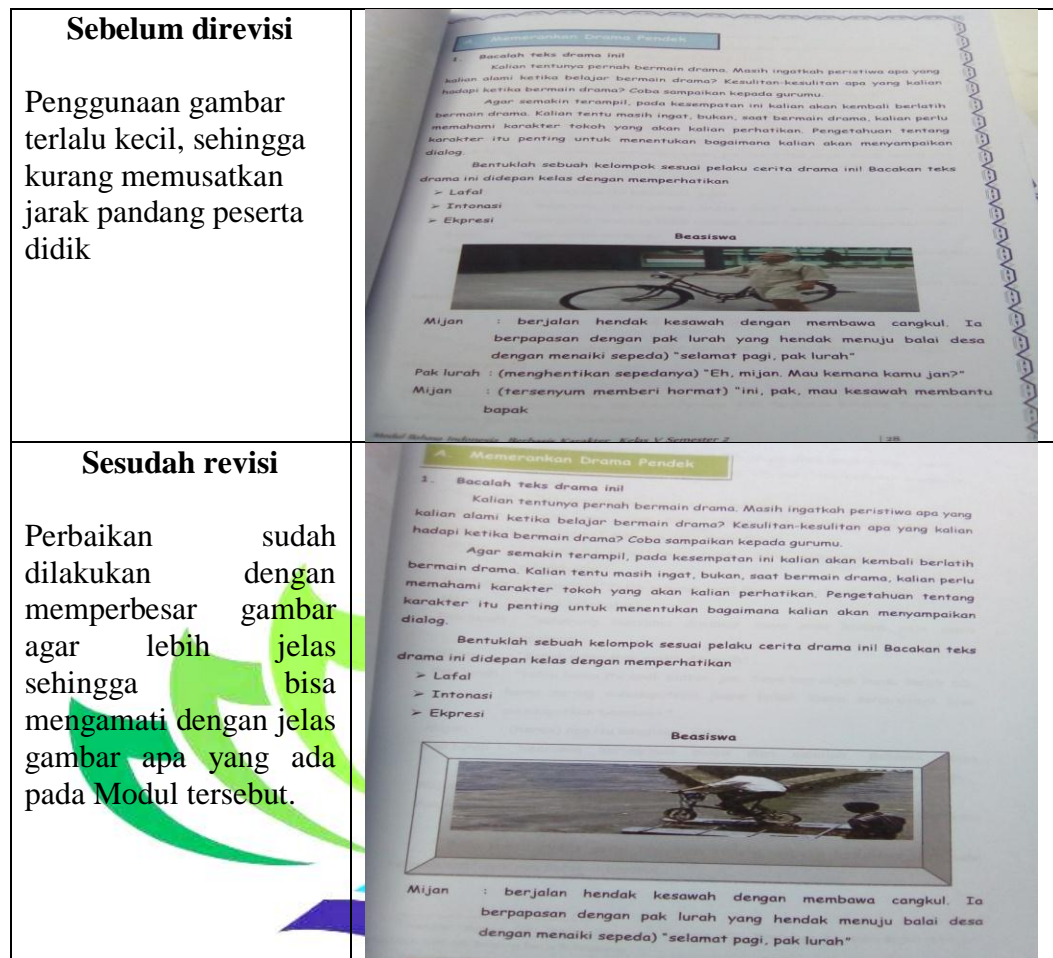 Sebelum direvisi
Penggunaan gambar
terlalu kecil, sehingga
kurang memusatkan
jarak pandang peserta
didik
A. Memerankan Drama Pendek
1. Bacalah teks drama ini!
Kalian tentunya pernah bermain drama. Masih ingatkah peristiwa apa yang
kalian alami ketika belajar bermain drama? Kesulitan-kesulitan apa yang kalian
hadapi ketika bermain drama? Coba sampaikan kepada gurumu.
Agar semakin terampil, pada kesempatan ini kalian akan kembali berlatih
bermain drama. Kalian tentu masih ingat, bukan, saat bermain drama, kalian perlu
memahami karakter tokoh yang akan kalian perhatikan. Pengetahuan tentang
karakter itu penting untuk menentukan bagaimana kalian akan menyampaikan
dialog.
Bentuklah sebuah kelompok sesuai pelaku cerita drama ini! Bacakan teks
drama ini didepan kelas dengan memperhatikan
➢ Lafal
➢ Intonasi
➢ Ekpresi
Beasiswa
Mijan : berjalan hendak kesawah dengan membawa cangkul. Ia
berpapasan dengan pak lurah yang hendak menuju balai desa
dengan menaiki sepeda) "selamat pagi, pak lurah"
Pak lurah : (menghentikan sepedanya) "Eh, mijan. Mau kemana kamu jan?"
Mijan : (tersenyum memberi hormat) "ini, pak, mau kesawah membantu
bapak
Modul Bahasa Indonesia Berbasis Karakter Kelas V Semester 2 | 25
Sesudah revisi
Perbaikan sudah
dilakukan dengan
memperbesar gambar
agar lebih jelas
sehingga bisa
mengamati dengan jelas
gambar apa yang ada
pada Modul tersebut.
A. Memerankan Drama Pendek
1. Bacalah teks drama ini!
Kalian tentunya pernah bermain drama. Masih ingatkah peristiwa apa yang
kalian alami ketika belajar bermain drama? Kesulitan-kesulitan apa yang kalian
hadapi ketika bermain drama? Coba sampaikan kepada gurumu.
Agar semakin terampil, pada kesempatan ini kalian akan kembali berlatih
bermain drama. Kalian tentu masih ingat, bukan, saat bermain drama, kalian perlu
memahami karakter tokoh yang akan kalian perhatikan. Pengetahuan tentang
karakter itu penting untuk menentukan bagaimana kalian akan menyampaikan
dialog.
Bentuklah sebuah kelompok sesuai pelaku cerita drama ini! Bacakan teks
drama ini didepan kelas dengan memperhatikan
➢ Lafal
➢ Intonasi
➢ Ekpresi
Beasiswa
Mijan : berjalan hendak kesawah dengan membawa cangkul. Ia
berpapasan dengan pak lurah yang hendak menuju balai desa
dengan menaiki sepeda) "selamat pagi, pak lurah"